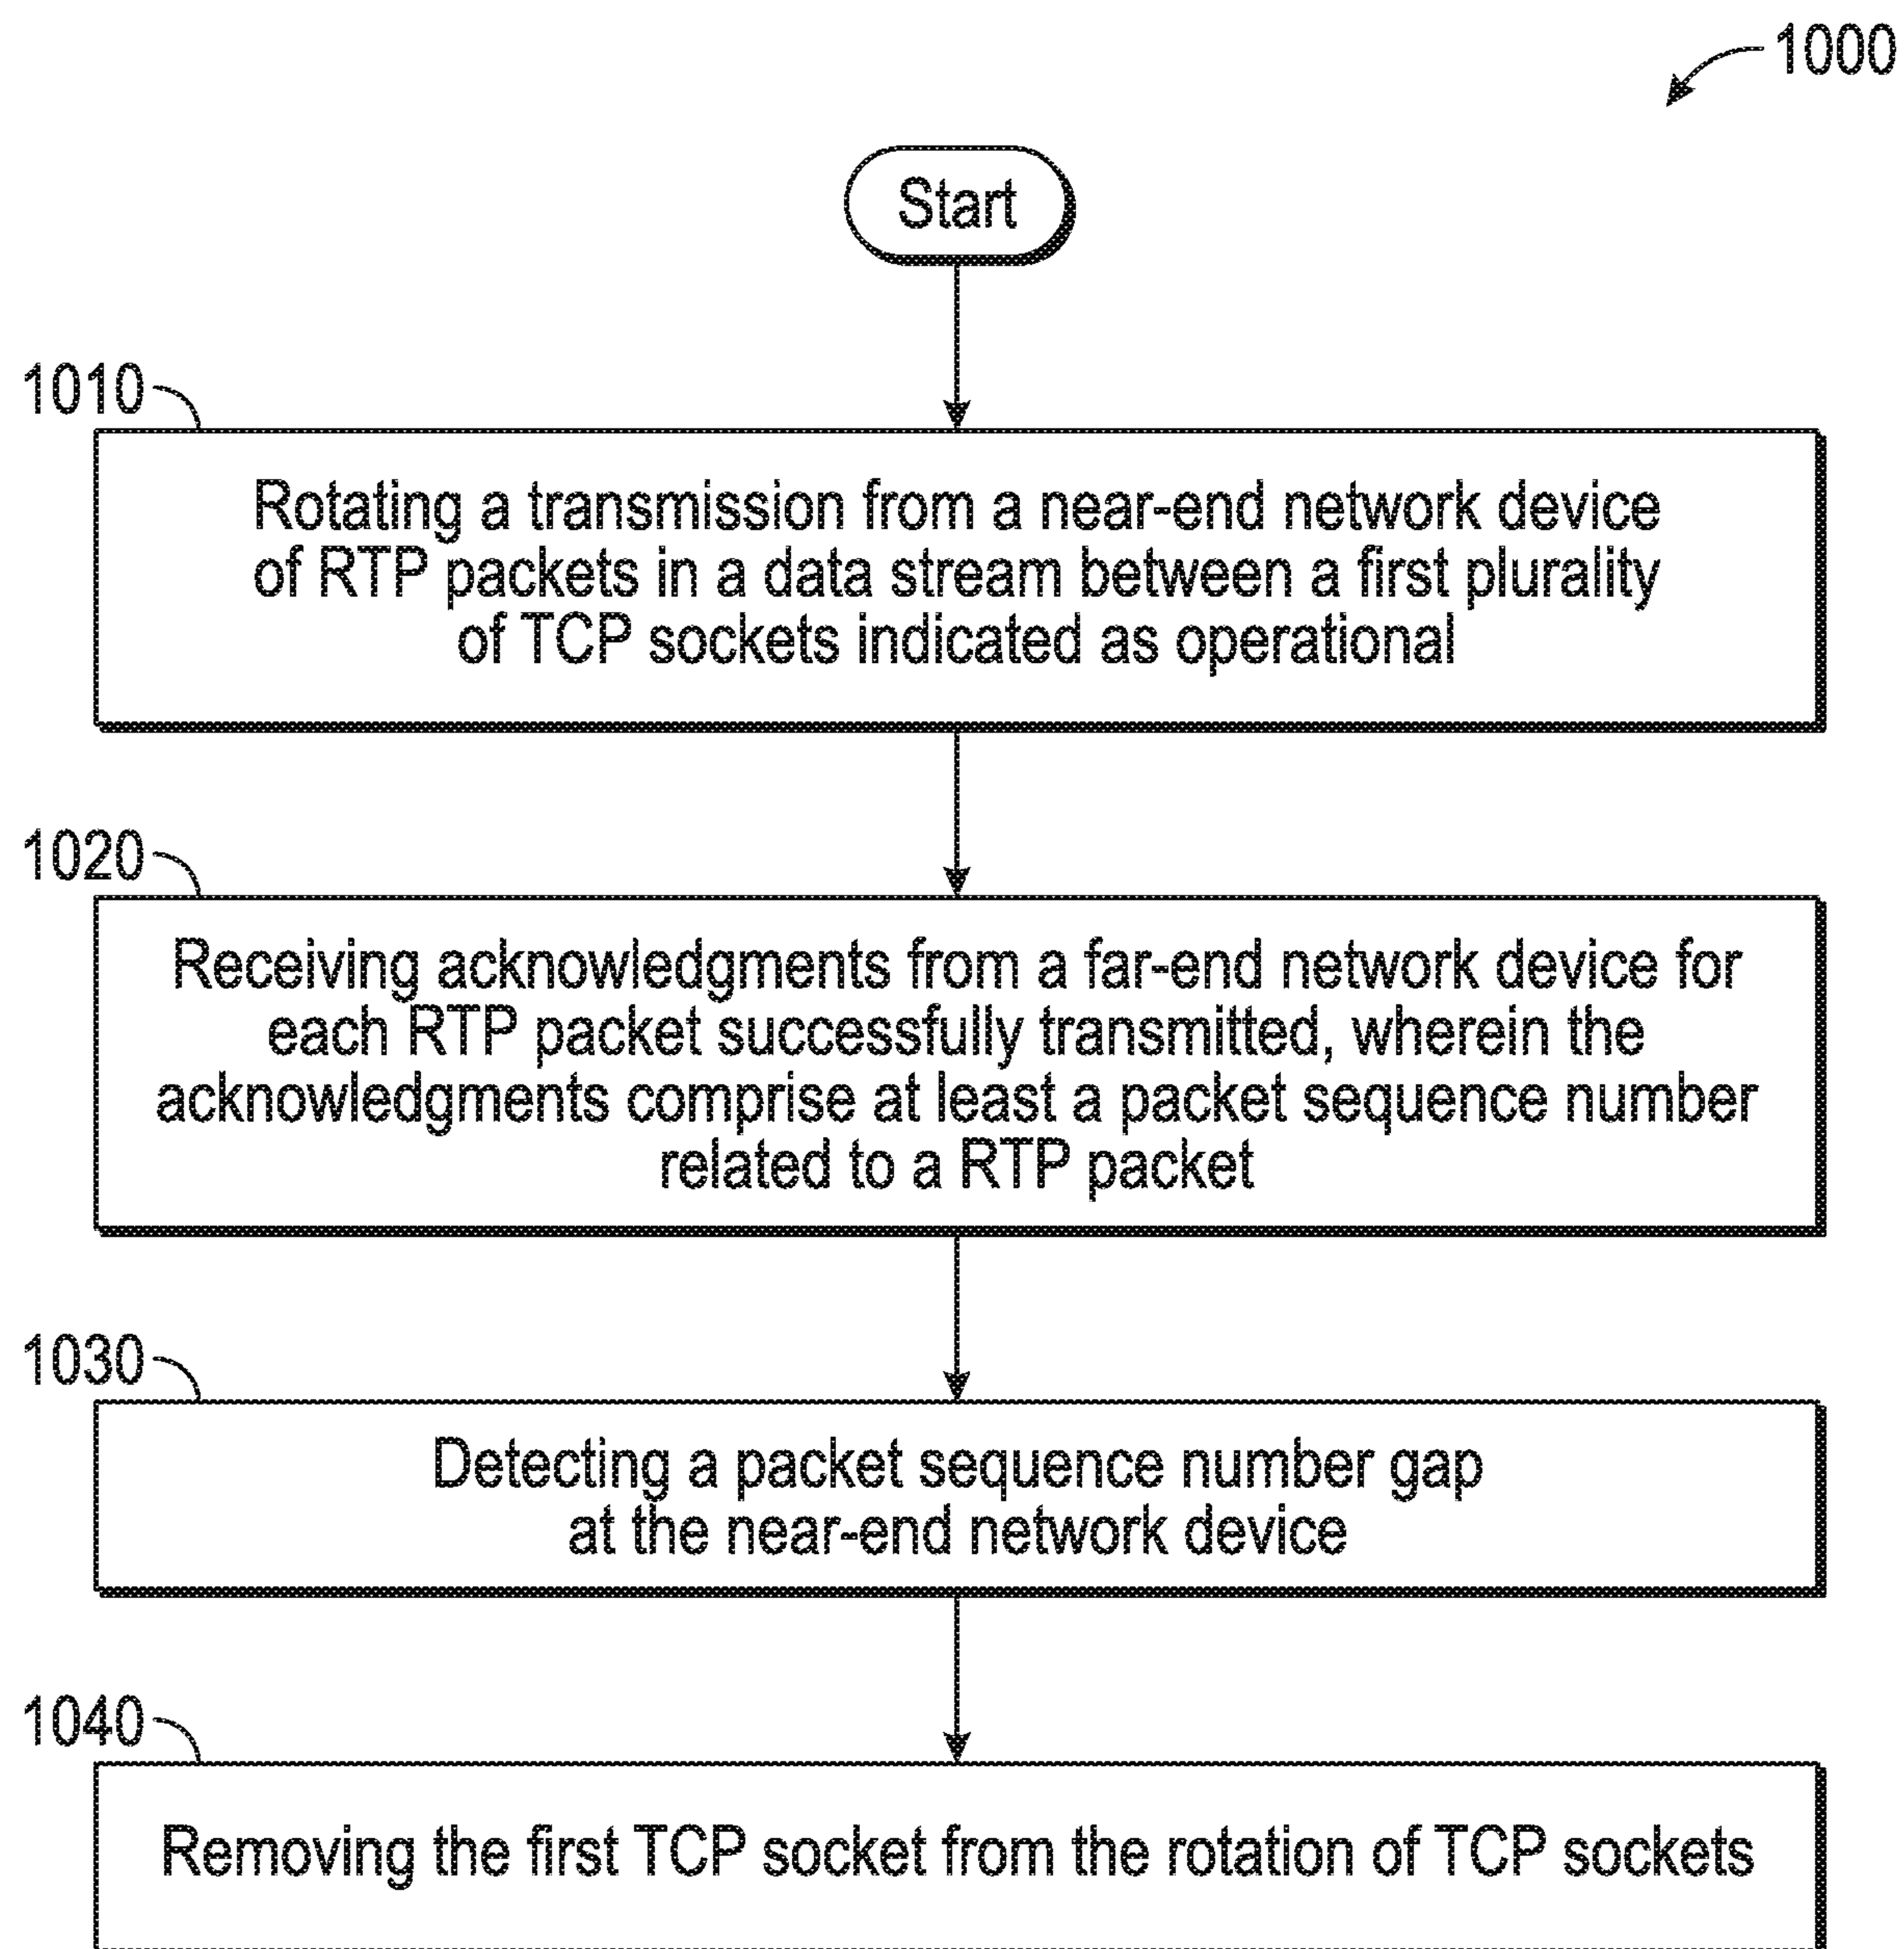 1000
Start
1010
Rotating a transmission from a near-end network device
of RTP packets in a data stream between a first plurality
of TCP sockets indicated as operational
1020
Receiving acknowledgments from a far-end network device for
each RTP packet successfully transmitted, wherein the
acknowledgments comprise at least a packet sequence number
related to a RTP packet
1030
Detecting a packet sequence number gap
at the near-end network device
1040
Removing the first TCP socket from the rotation of TCP sockets